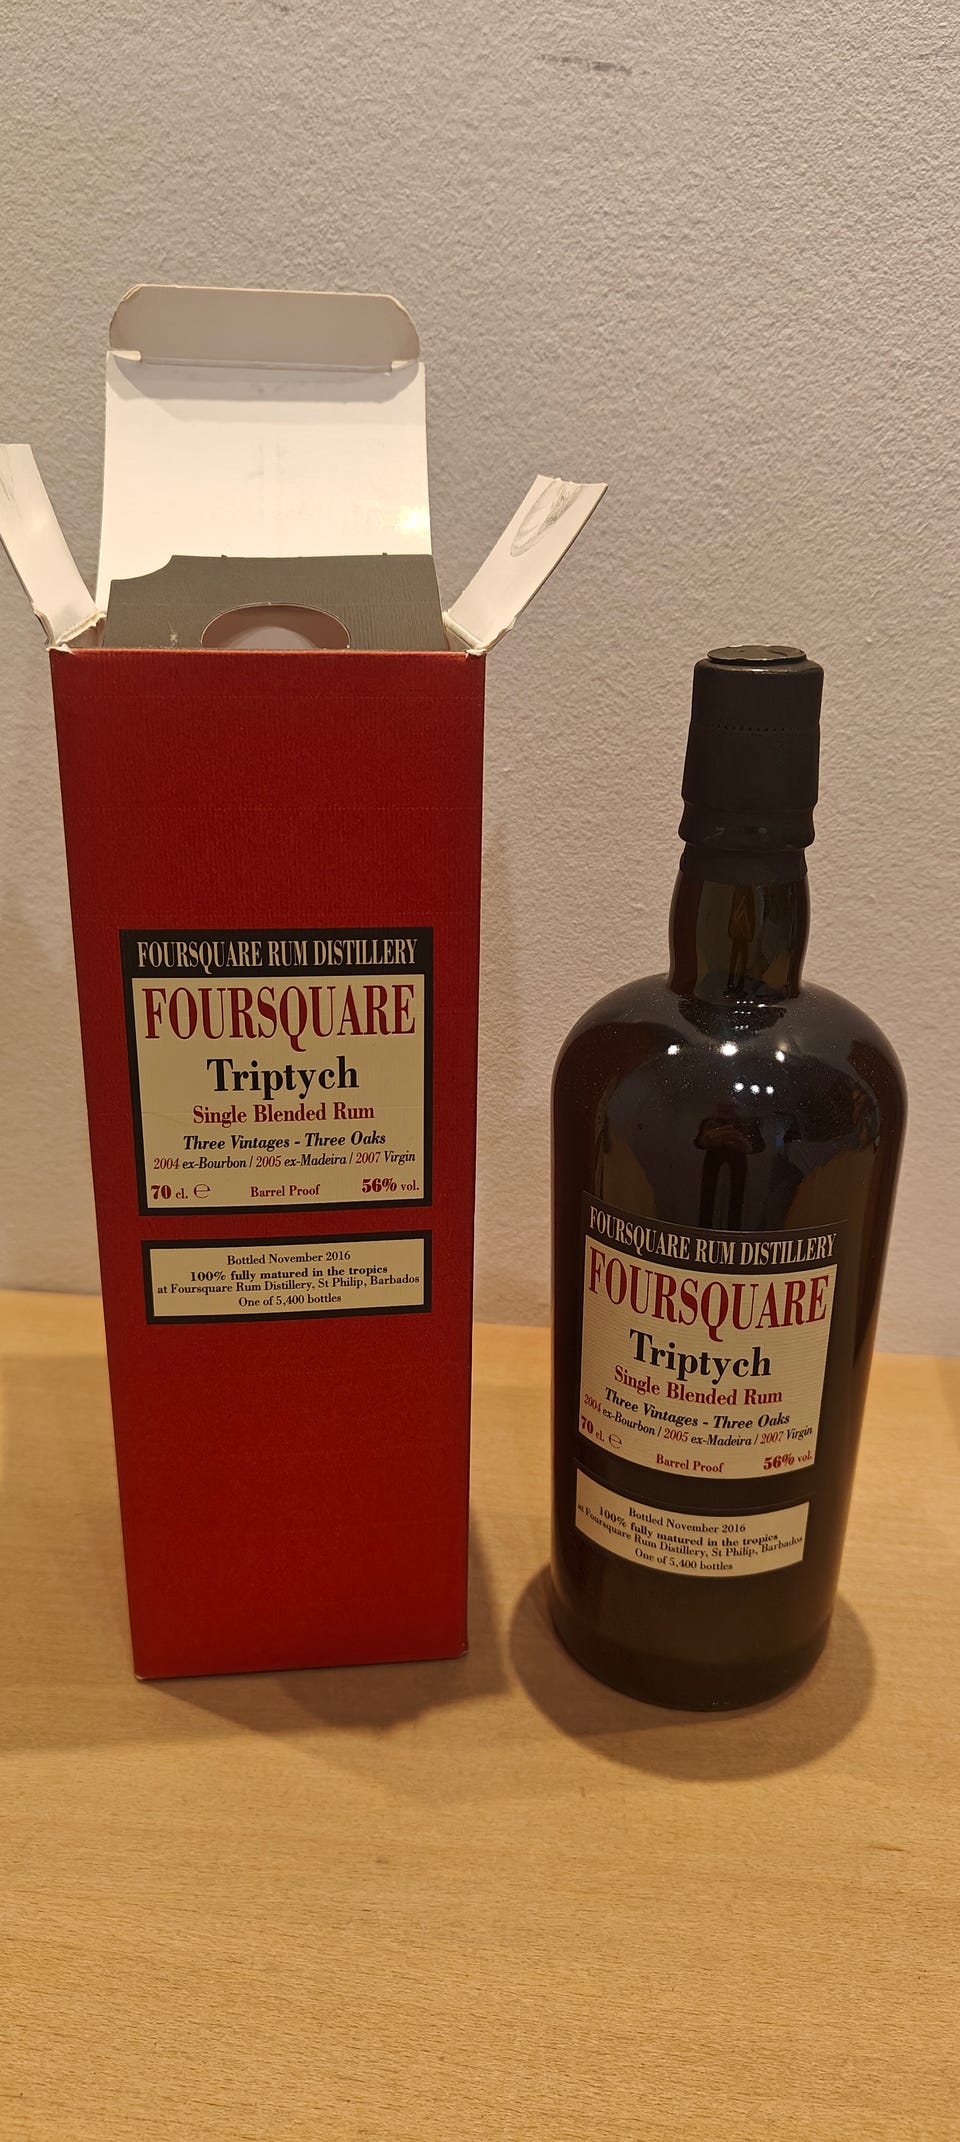 FOURSQUARE RUM DISTILLERY
FOURSQUARE
Triptych
Single Blended Rum
Three Vintages - Three Oaks
2004 ex-Bourbon / 2005 ex-Madeira / 2007 Virgin
70 cl. ℮ Barrel Proof 56% vol.
Bottled November 2016
100% fully matured in the tropics
at Foursquare Rum Distillery, St Philip, Barbados
One of 5,400 bottles
FOURSQUARE RUM DISTILLERY
FOURSQUARE
Triptych
Single Blended Rum
Three Vintages - Three Oaks
2004 ex-Bourbon / 2005 ex-Madeira / 2007 Virgin
70 cl. ℮ Barrel Proof 56% vol.
Bottled November 2016
100% fully matured in the tropics
at Foursquare Rum Distillery, St Philip, Barbados
One of 5,400 bottles